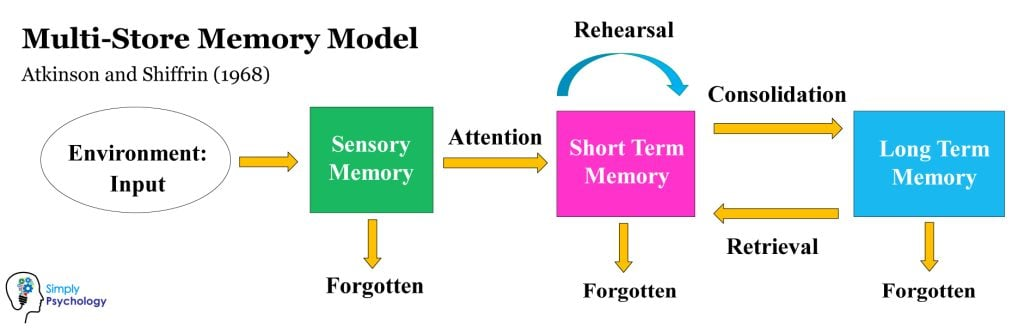 Multi-Store Memory Model
Atkinson and Shiffrin (1968)
Environment:
Input
Sensory
Memory
Attention
Rehearsal
Short Term
Memory
Consolidation
Retrieval
Long Term
Memory
Forgotten
Forgotten
Forgotten
Simply
Psychology